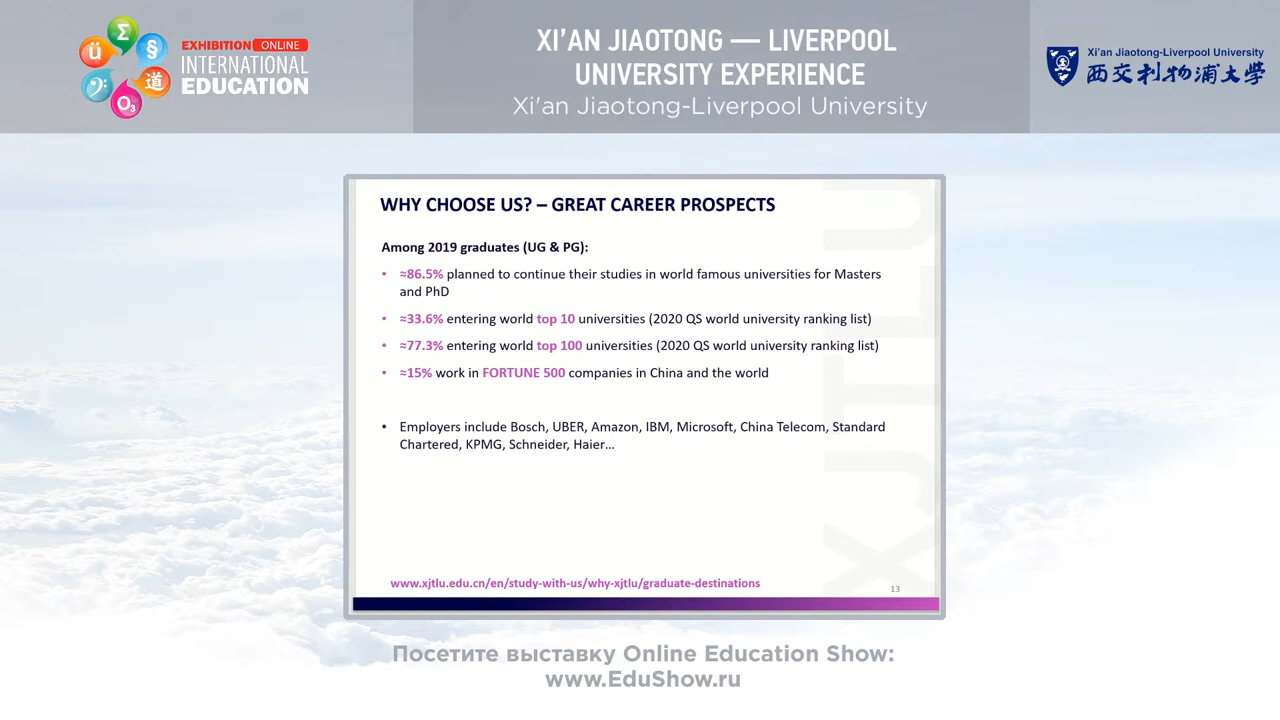 Σ
ü
§
道
O₃
EXHIBITION ONLINE
INTERNATIONAL
EDUCATION
XI'AN JIAOTONG — LIVERPOOL
UNIVERSITY EXPERIENCE
Xi'an Jiaotong-Liverpool University
Xi'an Jiaotong-Liverpool University
西交利物浦大学
WHY CHOOSE US? – GREAT CAREER PROSPECTS
Among 2019 graduates (UG & PG):
• ≈86.5% planned to continue their studies in world famous universities for Masters
and PhD
• ≈33.6% entering world top 10 universities (2020 QS world university ranking list)
• ≈77.3% entering world top 100 universities (2020 QS world university ranking list)
• ≈15% work in FORTUNE 500 companies in China and the world
• Employers include Bosch, UBER, Amazon, IBM, Microsoft, China Telecom, Standard
Chartered, KPMG, Schneider, Haier...
XJTLU
www.xjtlu.edu.cn/en/study-with-us/why-xjtlu/graduate-destinations
13
Посетите выставку Online Education Show:
www.EduShow.ru